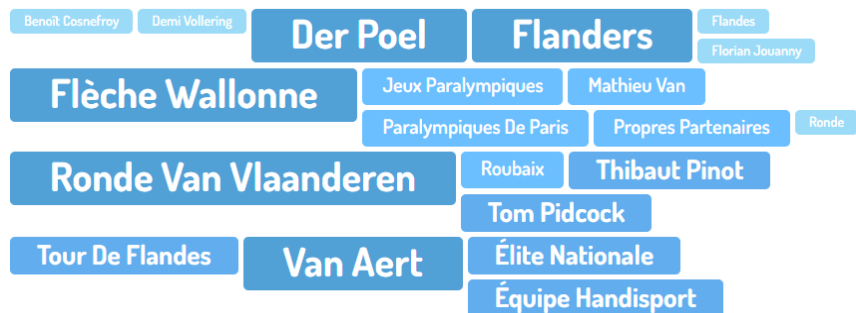 Benoît Cosnefroy Demi Vollering Der Poel Flanders Flandes
Florian Jouanny
Flèche Wallonne Jeux Paralympiques Mathieu Van
Paralympiques De Paris Propres Partenaires Ronde
Ronde Van Vlaanderen Roubaix Thibaut Pinot
Tom Pidcock
Tour De Flandes Van Aert Élite Nationale
Équipe Handisport